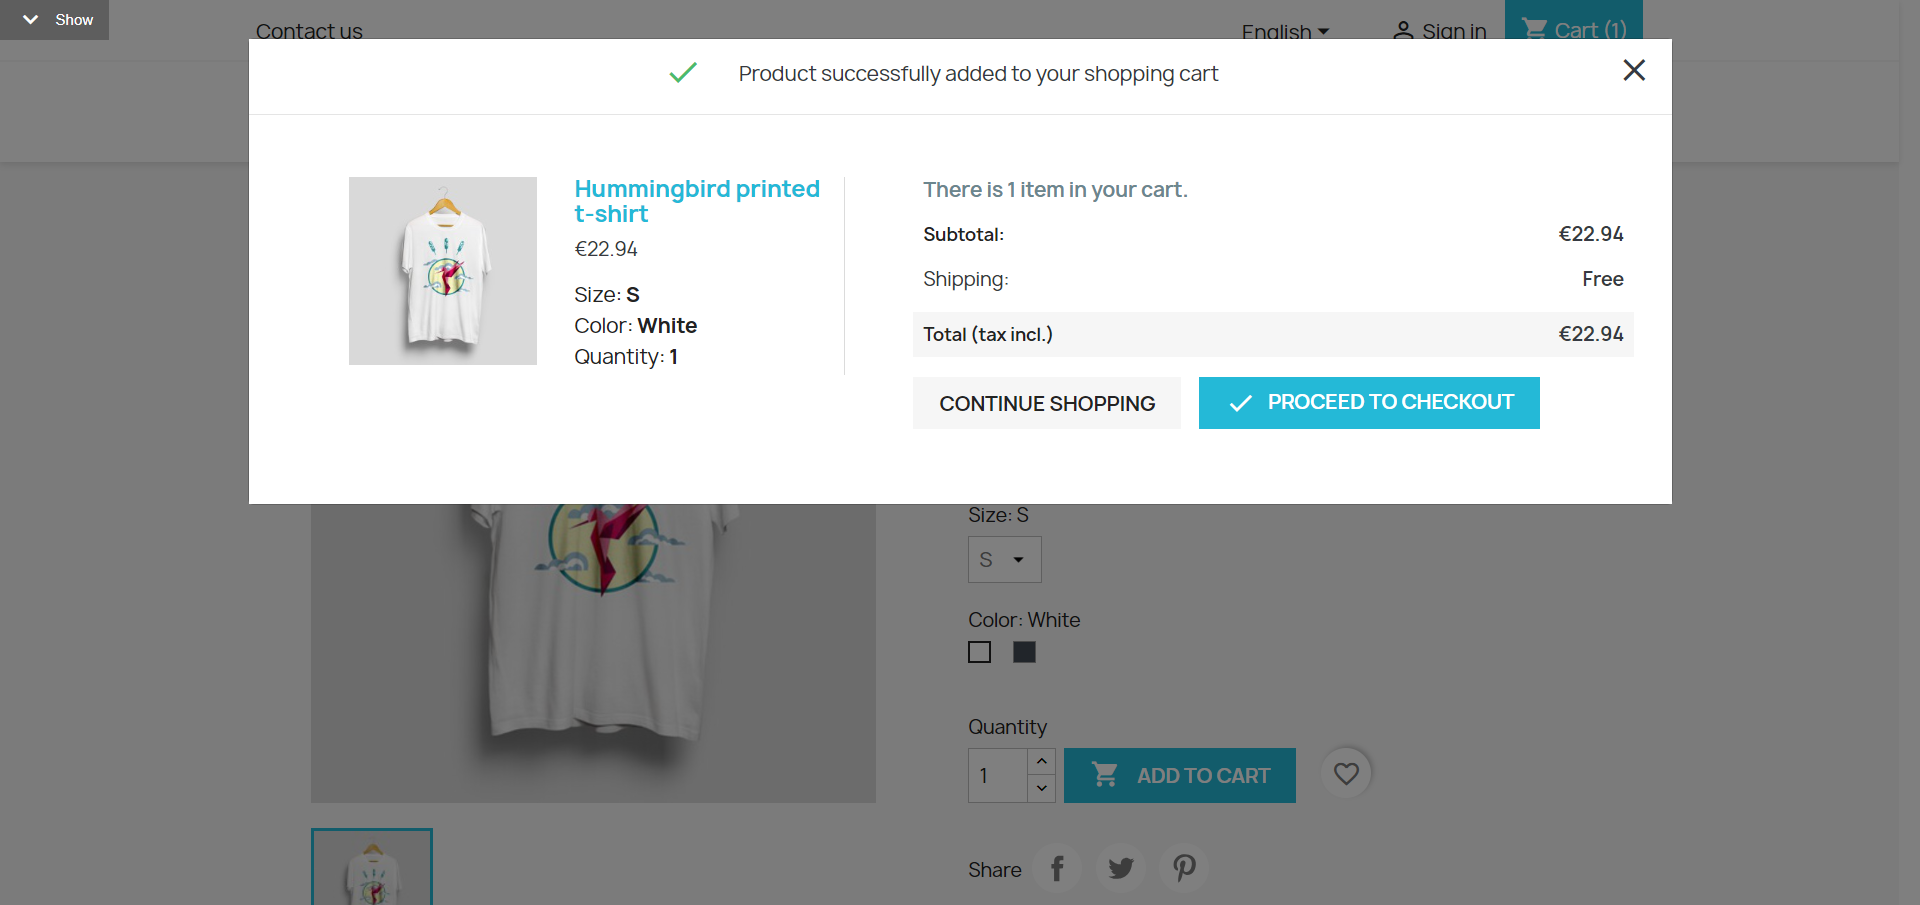 Show
Contact us
English
Sign in
Cart (1)
Product successfully added to your shopping cart
Hummingbird printed
t-shirt
€22.94
Size: S
Color: White
Quantity: 1
There is 1 item in your cart.
Subtotal: €22.94
Shipping: Free
Total (tax incl.) €22.94
CONTINUE SHOPPING
PROCEED TO CHECKOUT
Size: S
S
Color: White
Quantity
1
ADD TO CART
Share